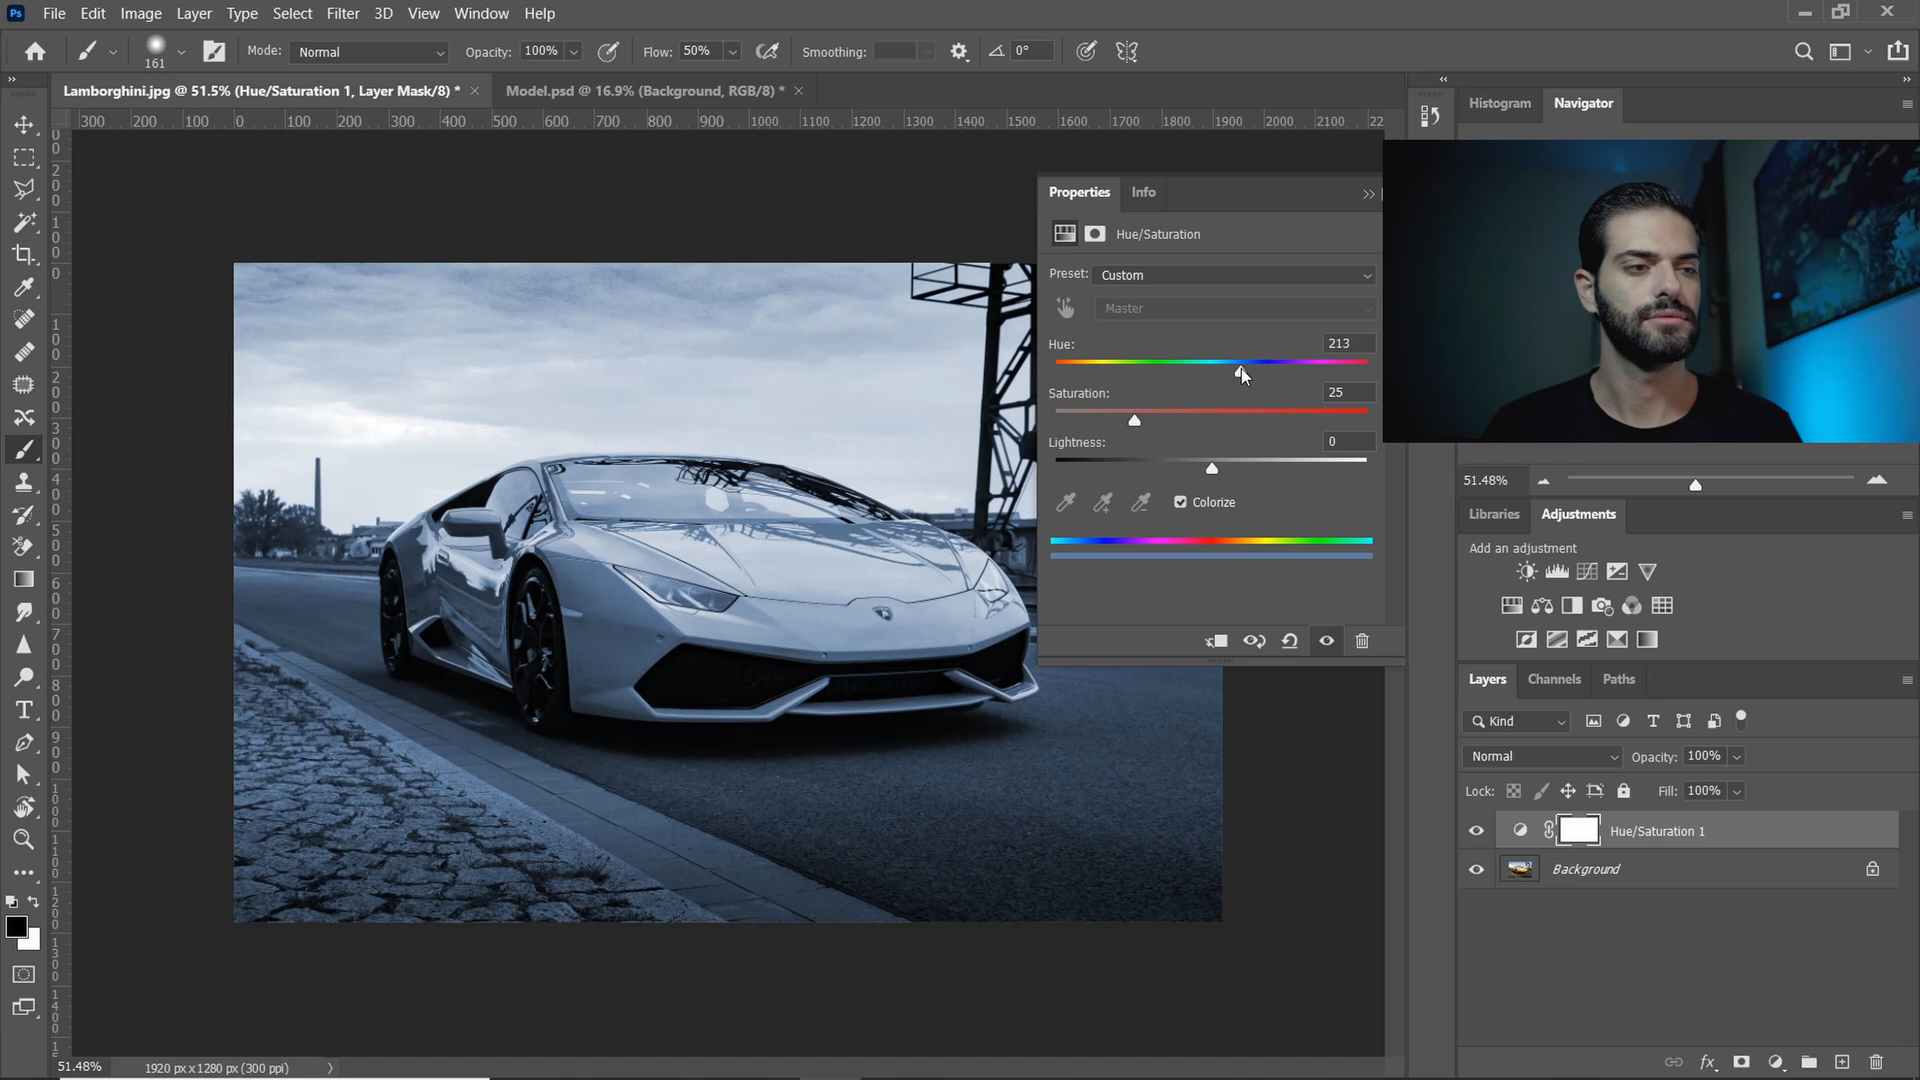 Ps File Edit Image Layer Type Select Filter 3D View Window Help
161 Mode: Normal Opacity: 100% Flow: 50% Smoothing: 0°
Lamborghini.jpg @ 51.5% (Hue/Saturation 1, Layer Mask/8) * × Model.psd @ 16.9% (Background, RGB/8) * ×
300 200 100 0 100 200 300 400 500 600 700 800 900 1000 1100 1200 1300 1400 1500 1600 1700 1800 1900 2000 2100 22
Histogram Navigator
Properties Info
Hue/Saturation
Preset: Custom
Master
Hue: 213
Saturation: 25
Lightness: 0
Colorize
51.48%
Libraries Adjustments
Add an adjustment
Layers Channels Paths
Kind
Normal Opacity: 100%
Lock: Fill: 100%
Hue/Saturation 1
Background
51.48% 1920 px x 1280 px (300 ppi)